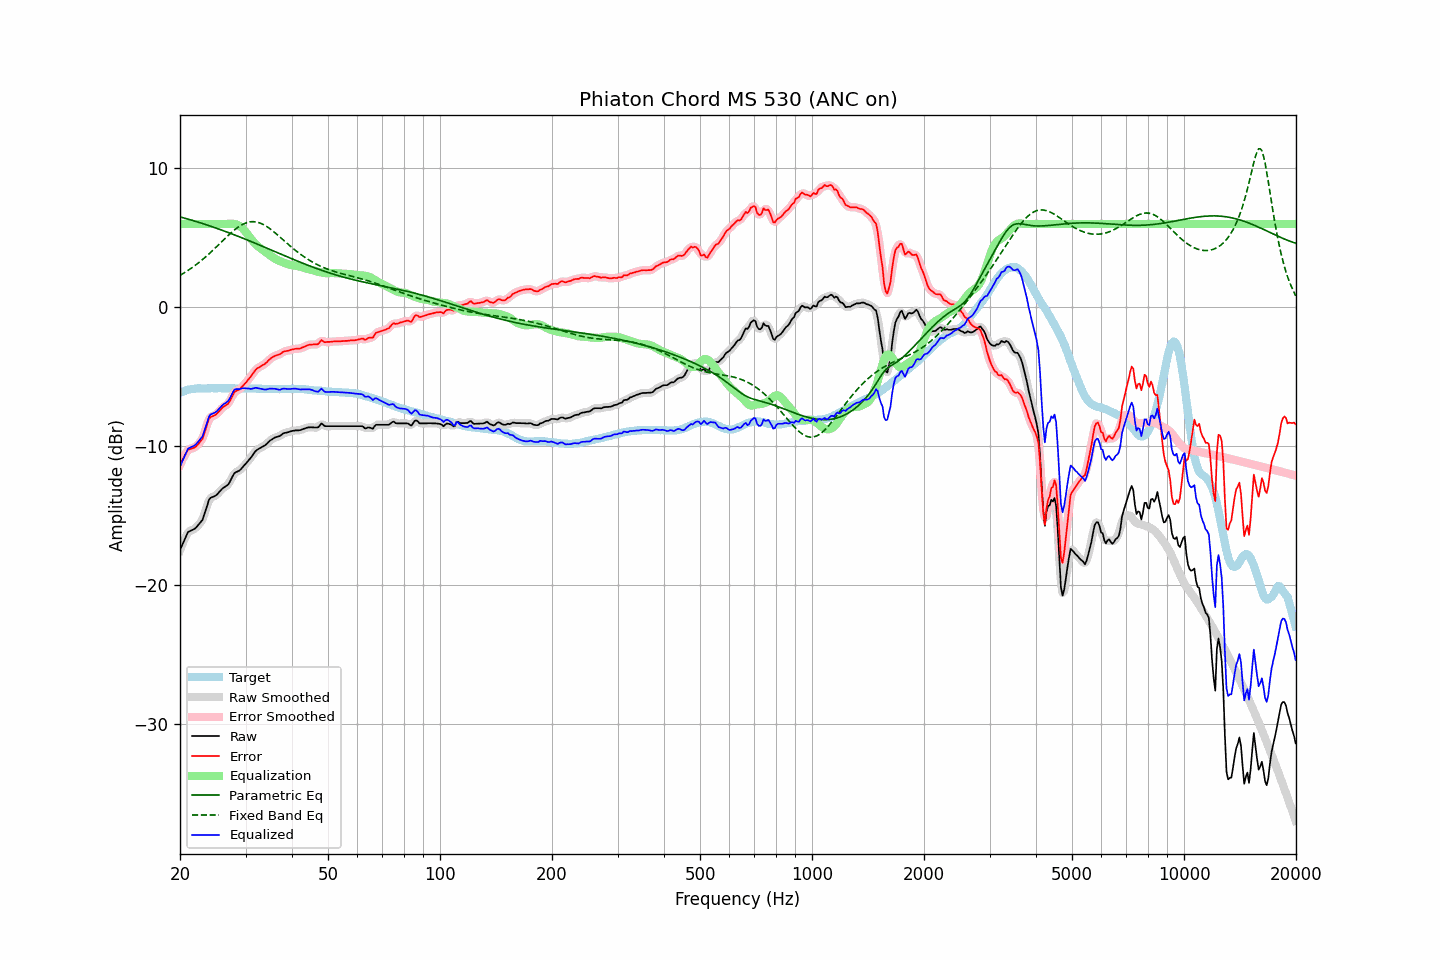 Phiaton Chord MS 530 (ANC on)
Amplitude (dBr)
10
0
−10
−20
−30
Target
Raw Smoothed
Error Smoothed
Raw
Error
Equalization
Parametric Eq
Fixed Band Eq
Equalized
20 50 100 200 500 1000 2000 5000 10000 20000
Frequency (Hz)